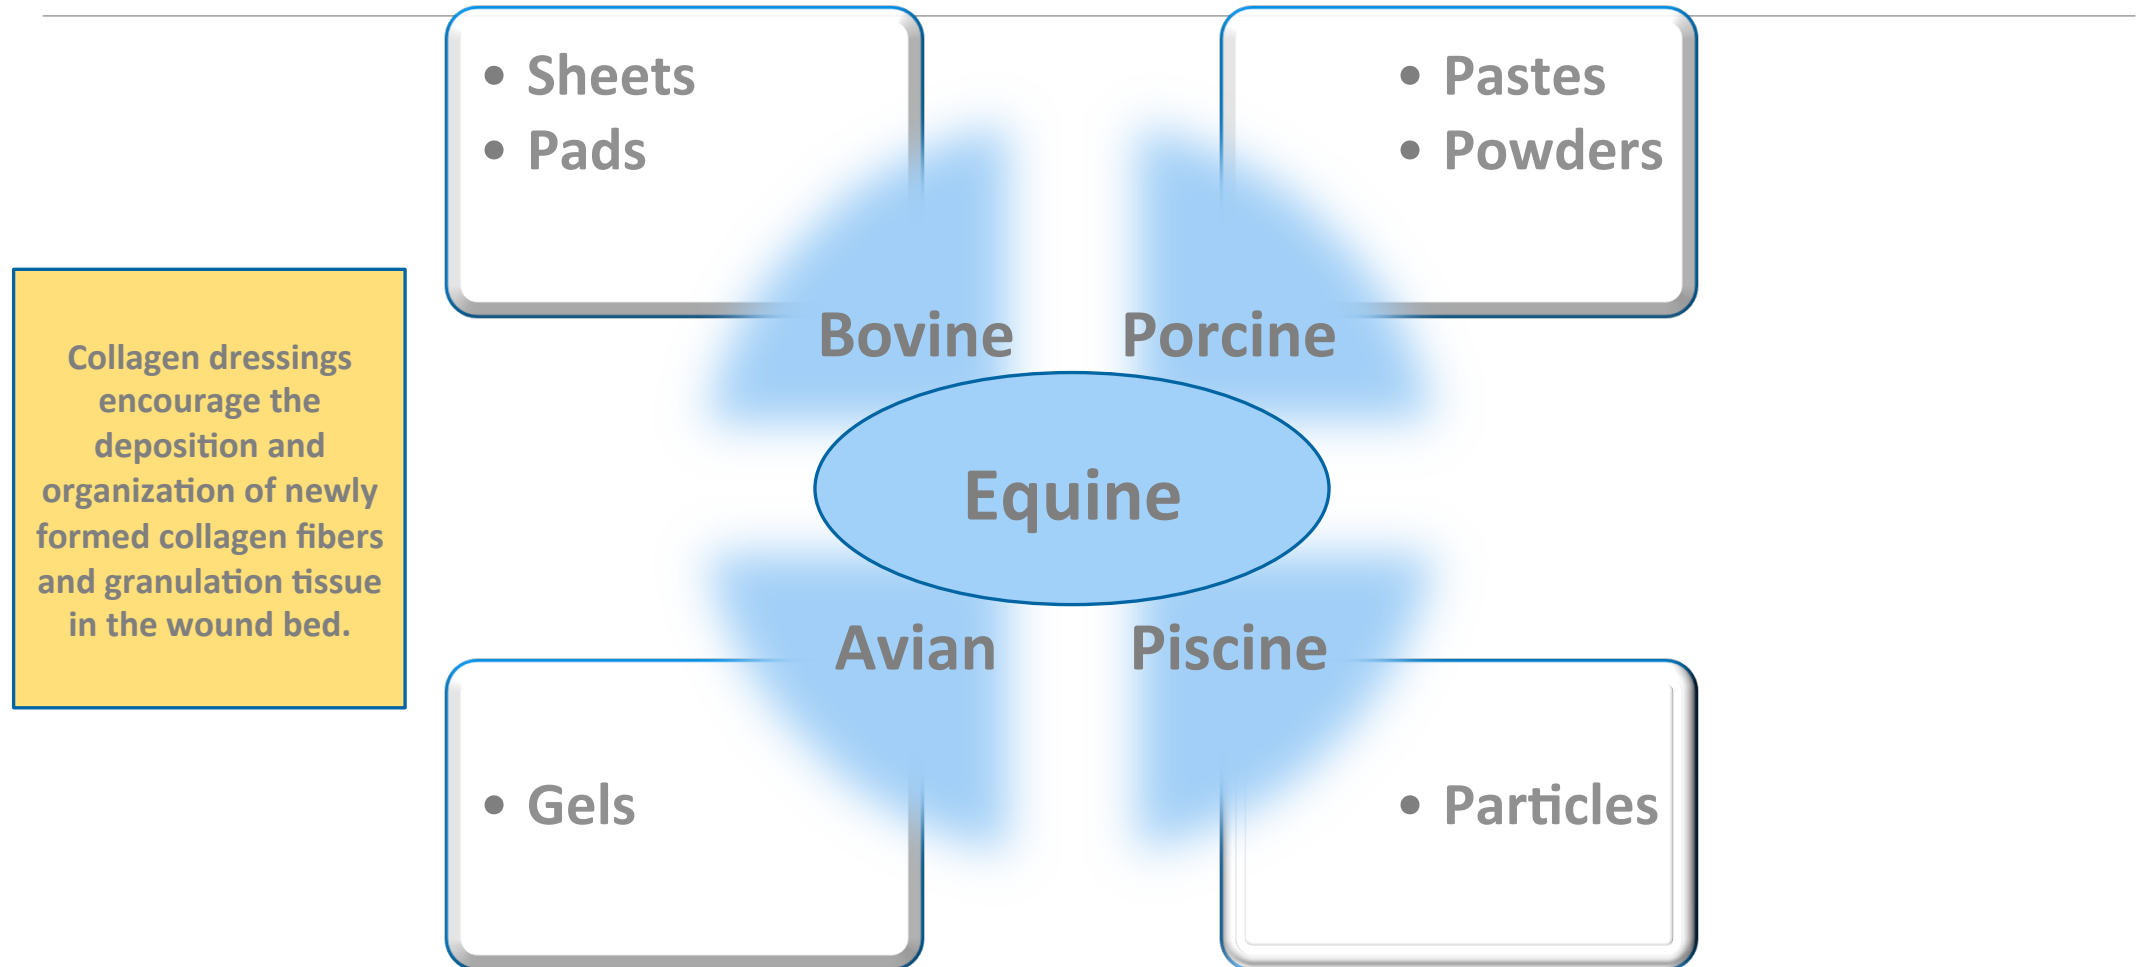 • Sheets
• Pads
• Pastes
• Powders
Collagen dressings
encourage the
deposition and
organization of newly
formed collagen fibers
and granulation tissue
in the wound bed.
Bovine
Porcine
Equine
Avian
Piscine
• Gels
• Particles